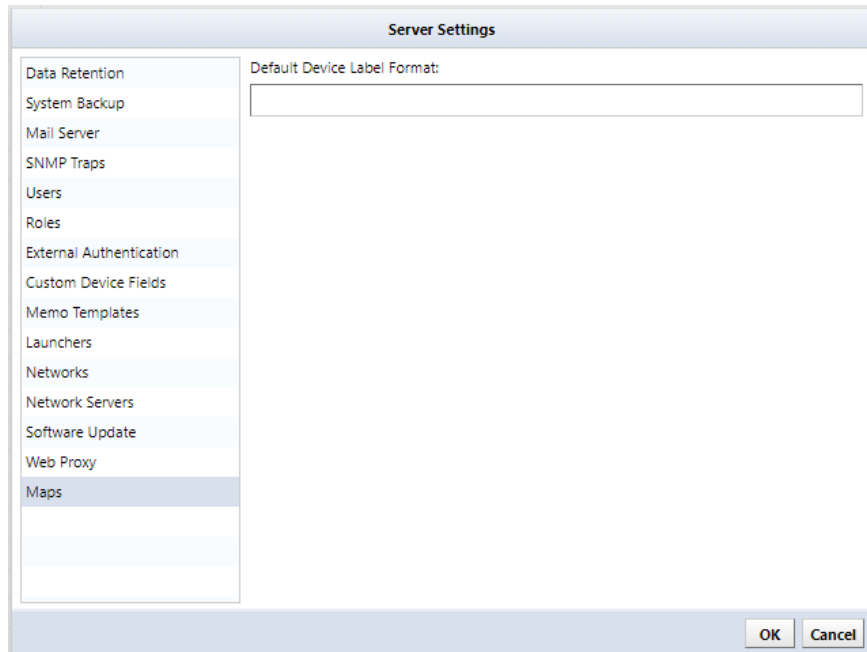 Server Settings
Data Retention
System Backup
Mail Server
SNMP Traps
Users
Roles
External Authentication
Custom Device Fields
Memo Templates
Launchers
Networks
Network Servers
Software Update
Web Proxy
Maps
Default Device Label Format:
OK
Cancel